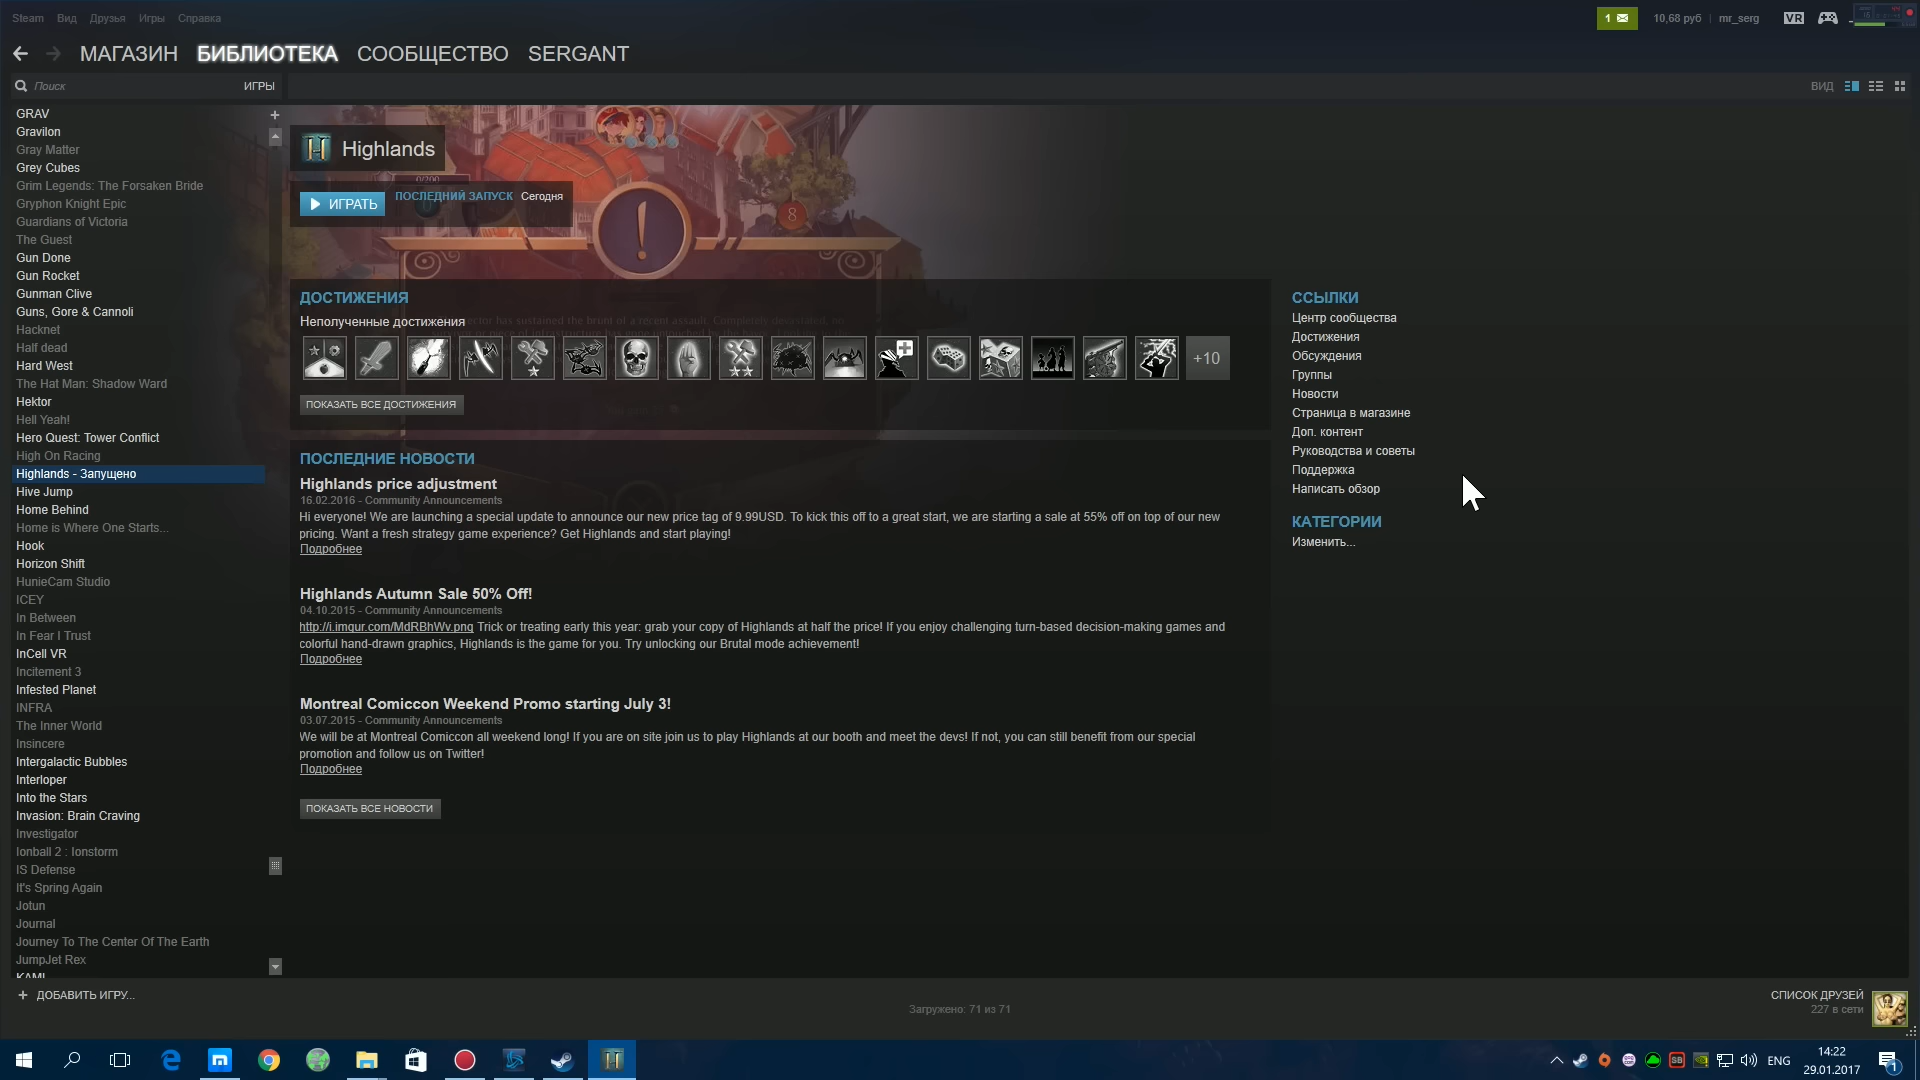 Steam Вид Друзья Игры Справка
1 10,68 руб | mr_serg VR
МАГАЗИН БИБЛИОТЕКА СООБЩЕСТВО SERGANT
Поиск ИГРЫ ВИД
GRAV
Gravilon
Gray Matter
Grey Cubes
Grim Legends: The Forsaken Bride
Gryphon Knight Epic
Guardians of Victoria
The Guest
Gun Done
Gun Rocket
Gunman Clive
Guns, Gore & Cannoli
Hacknet
Half dead
Hard West
The Hat Man: Shadow Ward
Hektor
Hell Yeah!
Hero Quest: Tower Conflict
High On Racing
Highlands - Запущено
Hive Jump
Home Behind
Home is Where One Starts...
Hook
Horizon Shift
HunieCam Studio
ICEY
In Between
In Fear I Trust
InCell VR
Incitement 3
Infested Planet
INFRA
The Inner World
Insincere
Intergalactic Bubbles
Interloper
Into the Stars
Invasion: Brain Craving
Investigator
Ionball 2 : Ionstorm
IS Defense
It's Spring Again
Jotun
Journal
Journey To The Center Of The Earth
JumpJet Rex
KAMI
Highlands
0/200
8
ИГРАТЬ
ПОСЛЕДНИЙ ЗАПУСК Сегодня
ДОСТИЖЕНИЯ
Неполученные достижения
+10
ПОКАЗАТЬ ВСЕ ДОСТИЖЕНИЯ
ПОСЛЕДНИЕ НОВОСТИ
Highlands price adjustment
16.02.2016 - Community Announcements
Hi everyone! We are launching a special update to announce our new price tag of 9.99USD. To kick this off to a great start, we are starting a sale at 55% off on top of our new
pricing. Want a fresh strategy game experience? Get Highlands and start playing!
Подробнее
Highlands Autumn Sale 50% Off!
04.10.2015 - Community Announcements
http://i.imgur.com/MdRBhWv.png Trick or treating early this year: grab your copy of Highlands at half the price! If you enjoy challenging turn-based decision-making games and
colorful hand-drawn graphics, Highlands is the game for you. Try unlocking our Brutal mode achievement!
Подробнее
Montreal Comiccon Weekend Promo starting July 3!
03.07.2015 - Community Announcements
We will be at Montreal Comiccon all weekend long! If you are on site join us to play Highlands at our booth and meet the devs! If not, you can still benefit from our special
promotion and follow us on Twitter!
Подробнее
ПОКАЗАТЬ ВСЕ НОВОСТИ
ССЫЛКИ
Центр сообщества
Достижения
Обсуждения
Группы
Новости
Страница в магазине
Доп. контент
Руководства и советы
Поддержка
Написать обзор
КАТЕГОРИИ
Изменить...
ДОБАВИТЬ ИГРУ...
Загружено: 71 из 71
СПИСОК ДРУЗЕЙ
227 в сети
ENG
14:22
29.01.2017
1